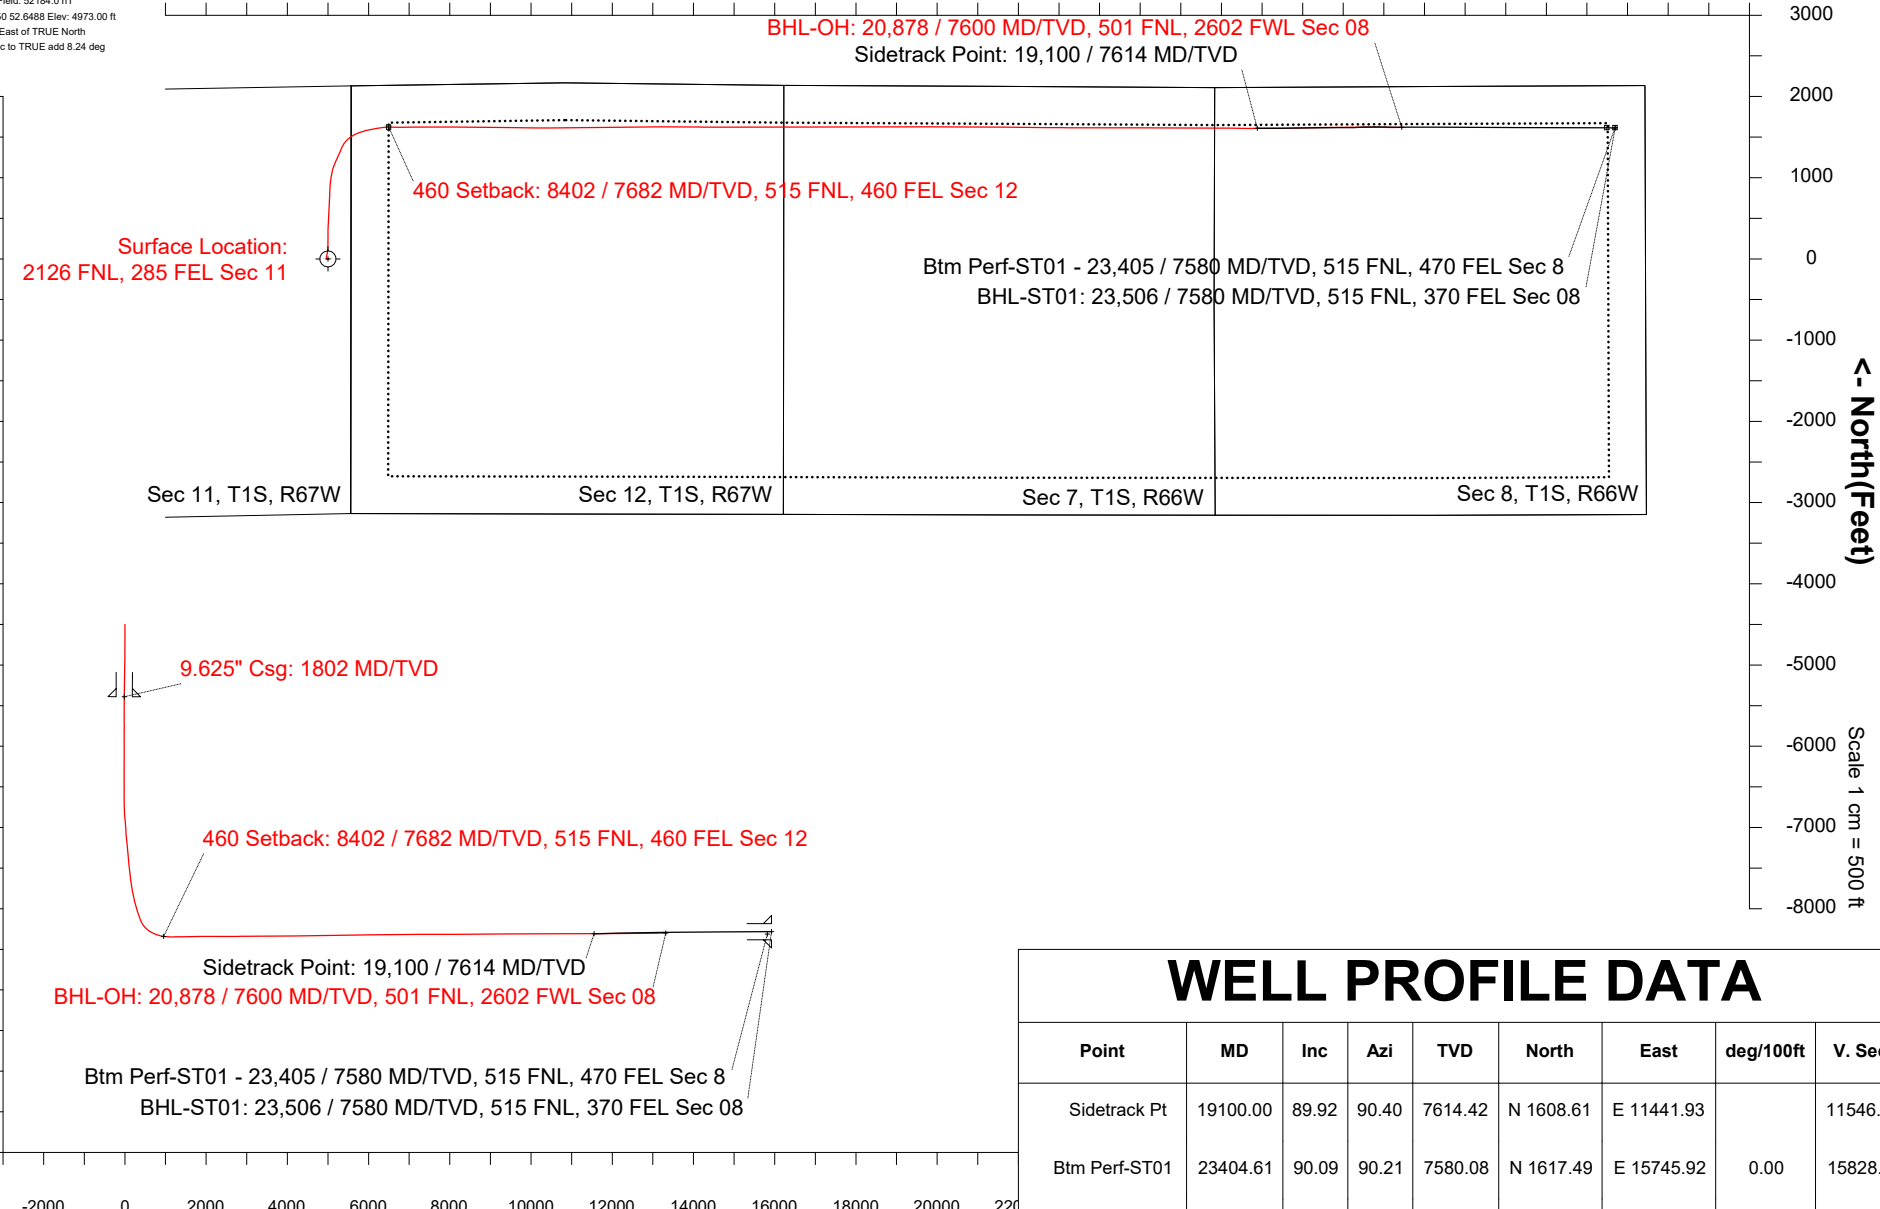 50 52.6488 Elev: 4973.00 ft
East of TRUE North
c to TRUE add 8.24 deg
BHL-OH: 20,878 / 7600 MD/TVD, 501 FNL, 2602 FWL Sec 08
Sidetrack Point: 19,100 / 7614 MD/TVD
460 Setback: 8402 / 7682 MD/TVD, 515 FNL, 460 FEL Sec 12
Surface Location:
2126 FNL, 285 FEL Sec 11
Btm Perf-ST01 - 23,405 / 7580 MD/TVD, 515 FNL, 470 FEL Sec 8
BHL-ST01: 23,506 / 7580 MD/TVD, 515 FNL, 370 FEL Sec 08
Sec 11, T1S, R67W
Sec 12, T1S, R67W
Sec 7, T1S, R66W
Sec 8, T1S, R66W
3000
2000
1000
0
-1000
-2000
-3000
-4000
-5000
-6000
-7000
-8000
<- North(Feet)
Scale 1 cm = 500 ft
9.625" Csg: 1802 MD/TVD
460 Setback: 8402 / 7682 MD/TVD, 515 FNL, 460 FEL Sec 12
Sidetrack Point: 19,100 / 7614 MD/TVD
BHL-OH: 20,878 / 7600 MD/TVD, 501 FNL, 2602 FWL Sec 08
Btm Perf-ST01 - 23,405 / 7580 MD/TVD, 515 FNL, 470 FEL Sec 8
BHL-ST01: 23,506 / 7580 MD/TVD, 515 FNL, 370 FEL Sec 08
-2000 0 2000 4000 6000 8000 10000 12000 14000 16000 18000 20000 220
WELL PROFILE DATA
Point MD Inc Azi TVD North East deg/100ft V. Sec
Sidetrack Pt 19100.00 89.92 90.40 7614.42 N 1608.61 E 11441.93 11546.
Btm Perf-ST01 23404.61 90.09 90.21 7580.08 N 1617.49 E 15745.92 0.00 15828.